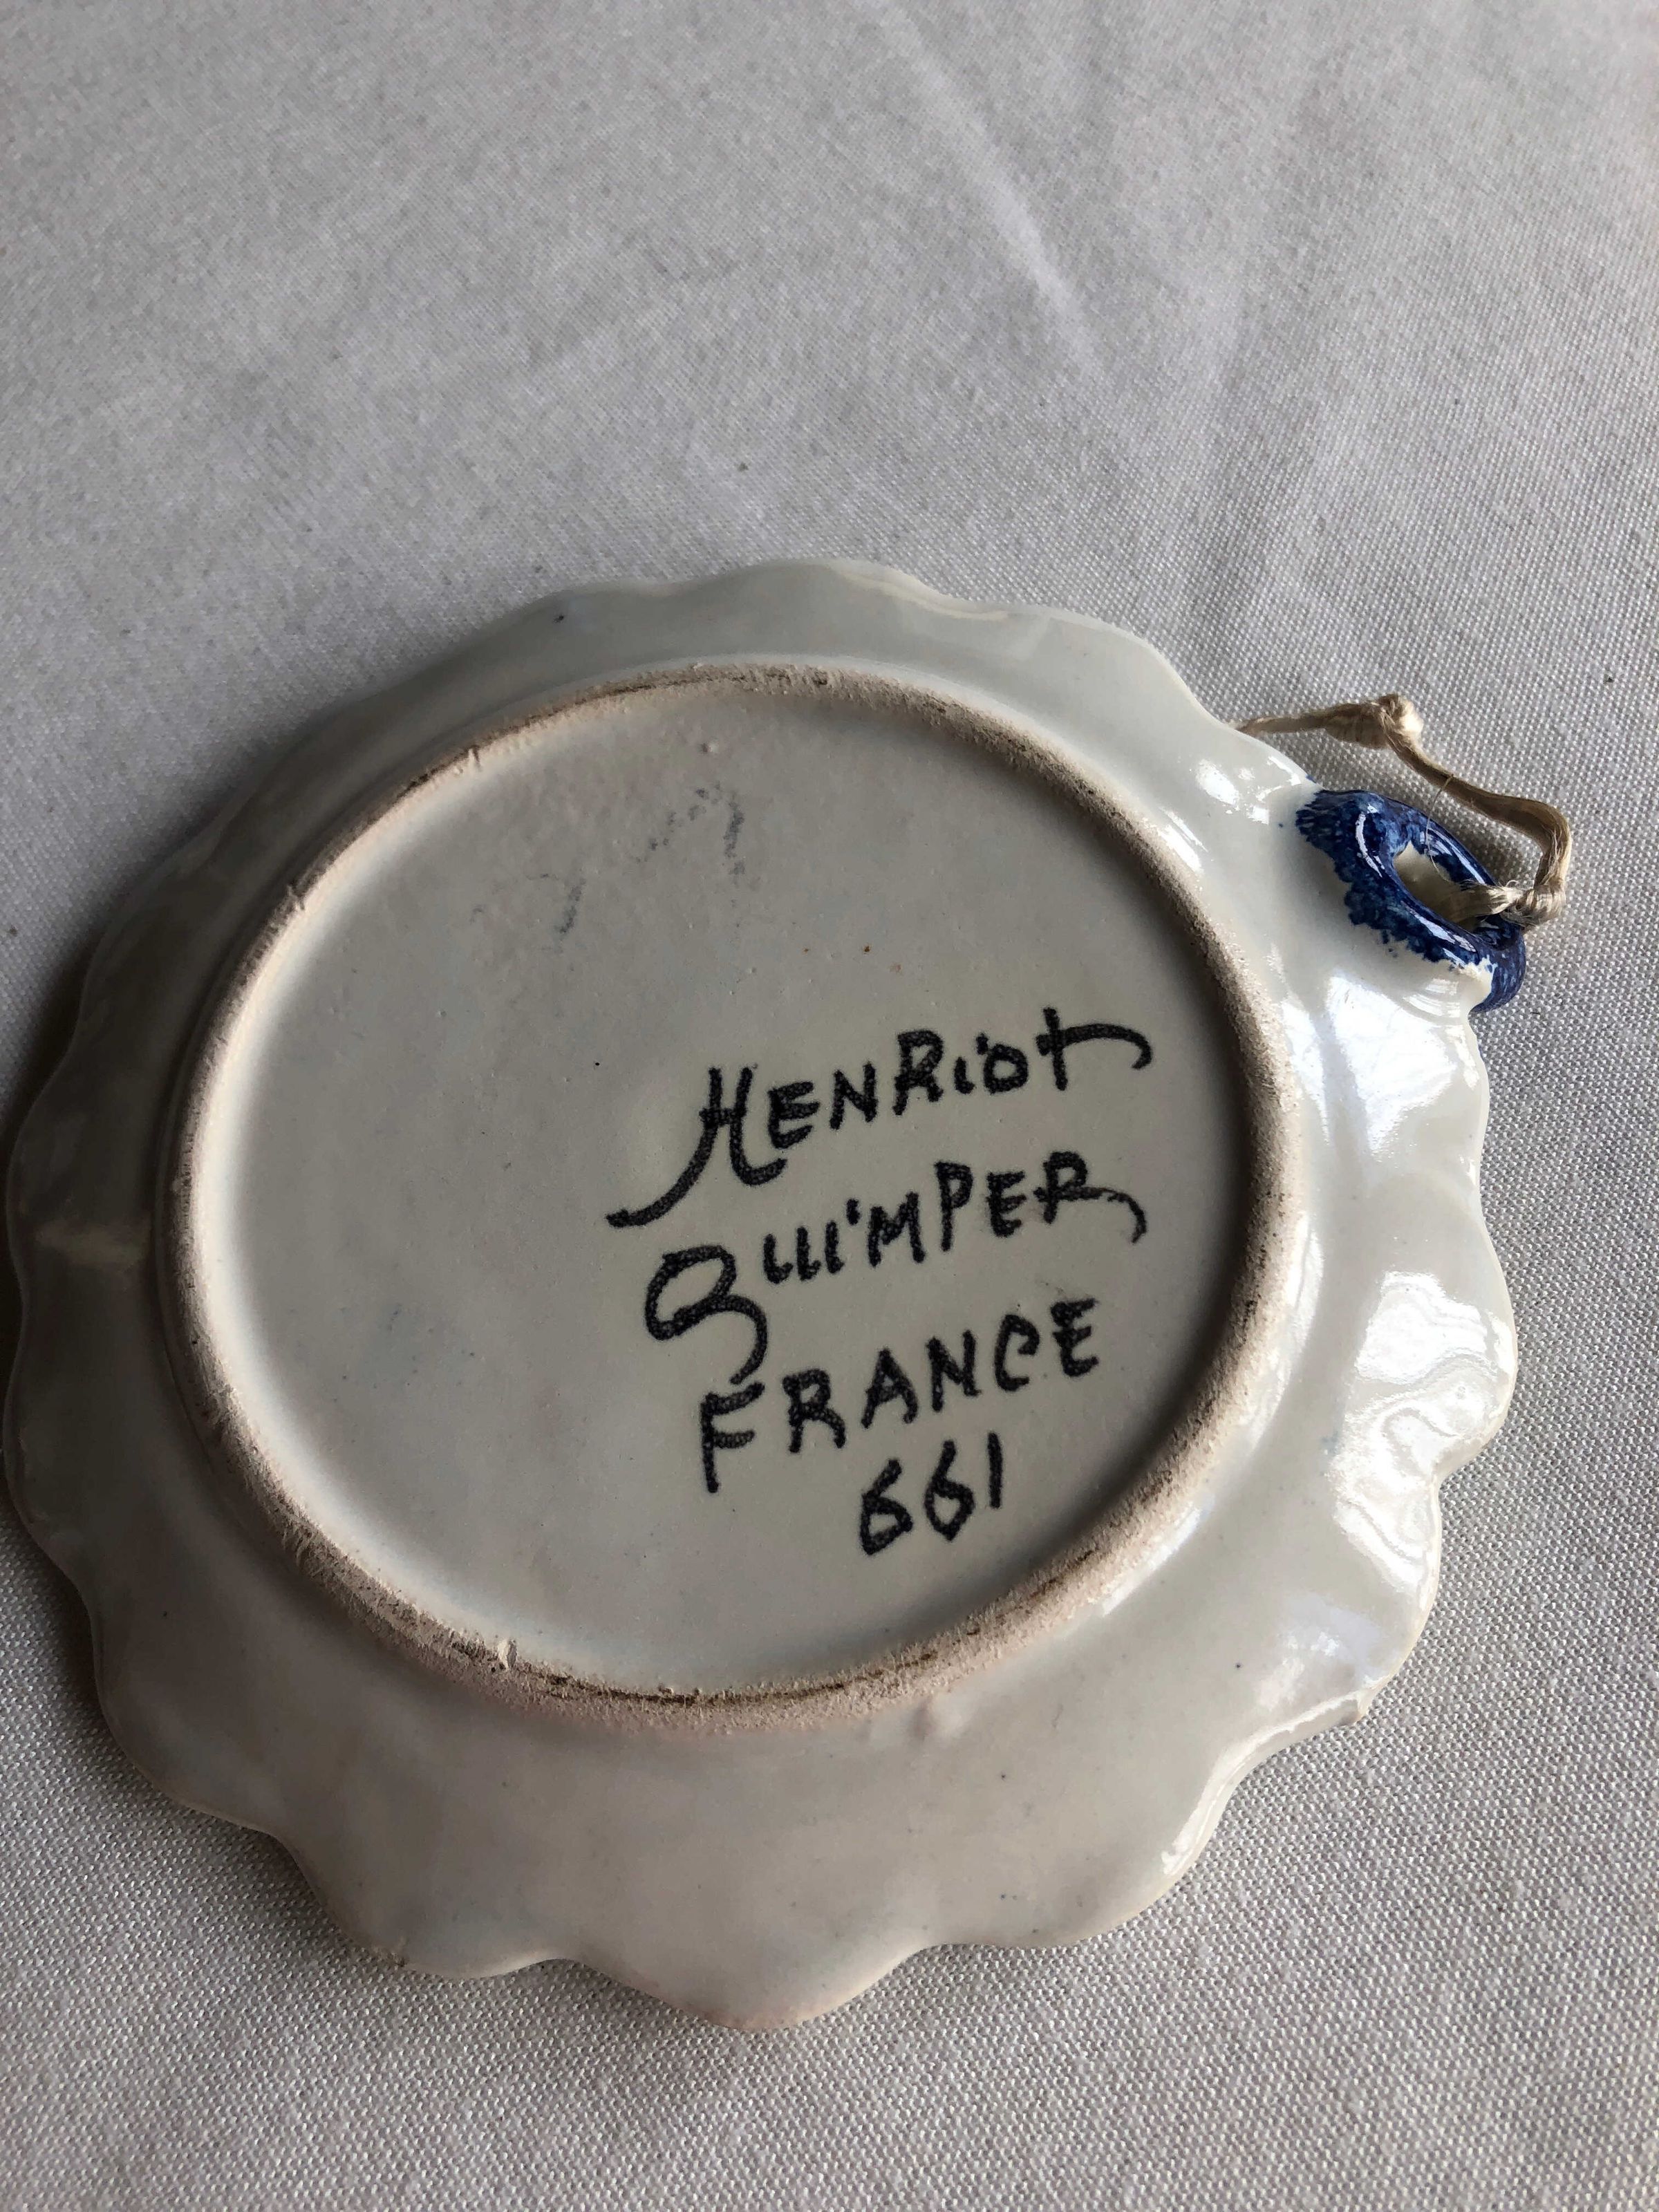 HENRiot
QUIMPER
FRANCE
661